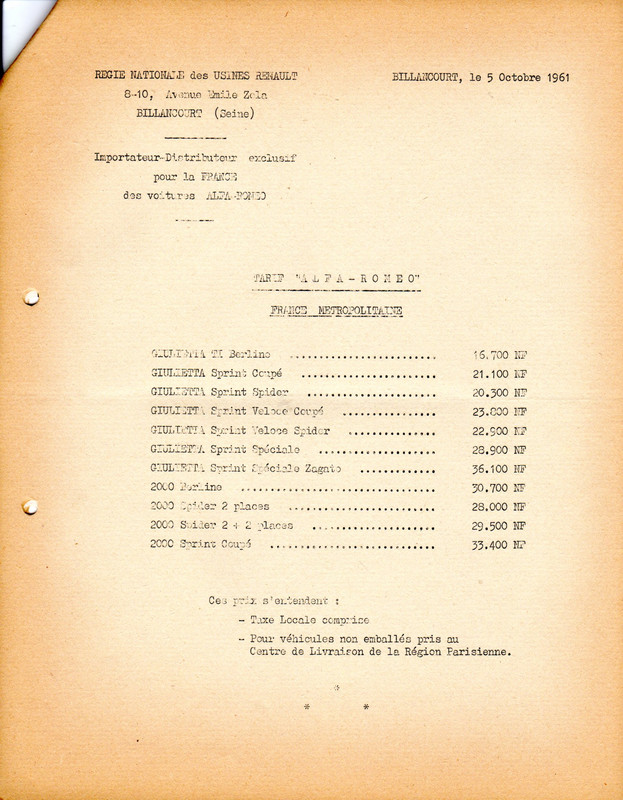 REGIE NATIONALE des USINES RENAULT
BILLANCOURT, le 5 Octobre 1961
8-10, Avenue Emile Zola
BILLANCOURT (Seine)
Importateur-Distributeur exclusif
pour la FRANCE
des voitures ALFA-ROMEO
TARIF "ALFA-ROMEO"
FRANCE METROPOLITAINE
GIULIETTA TI Berline ........................ 16.700 NF
GIULIETTA Sprint Coupé ...................... 21.100 NF
GIULIETTA Sprint Spider ........................ 20.300 NF
GIULIETTA Sprint Veloce Coupé ................ 23.800 NF
GIULIETTA Sprint Veloce Spider ............... 22.900 NF
GIULIETTA Sprint Spéciale .................... 28.900 NF
GIULIETTA Sprint Spéciale Zagato ............. 36.100 NF
2000 Berline ................................ 30.700 NF
2000 Spider 2 places ........................ 28.000 NF
2000 Spider 2 + 2 places .................... 29.500 NF
2000 Sprint Coupé ........................... 33.400 NF
Ces prix s'entendent :
- Taxe Locale comprise
- Pour véhicules non emballés pris au
Centre de Livraison de la Région Parisienne.
*
* *